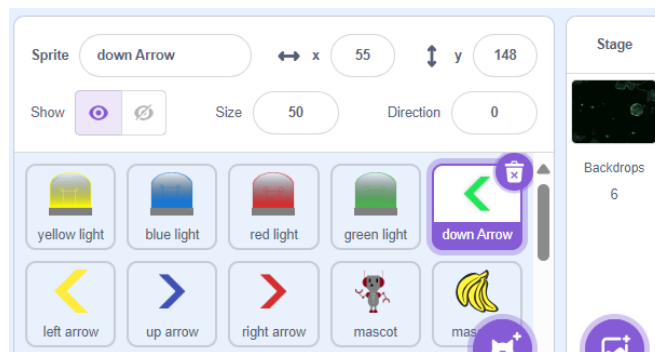 Sprite down Arrow x 55 y 148
Stage
Show Size 50 Direction 0
Backdrops
6
yellow light blue light red light green light down Arrow
left arrow up arrow right arrow mascot